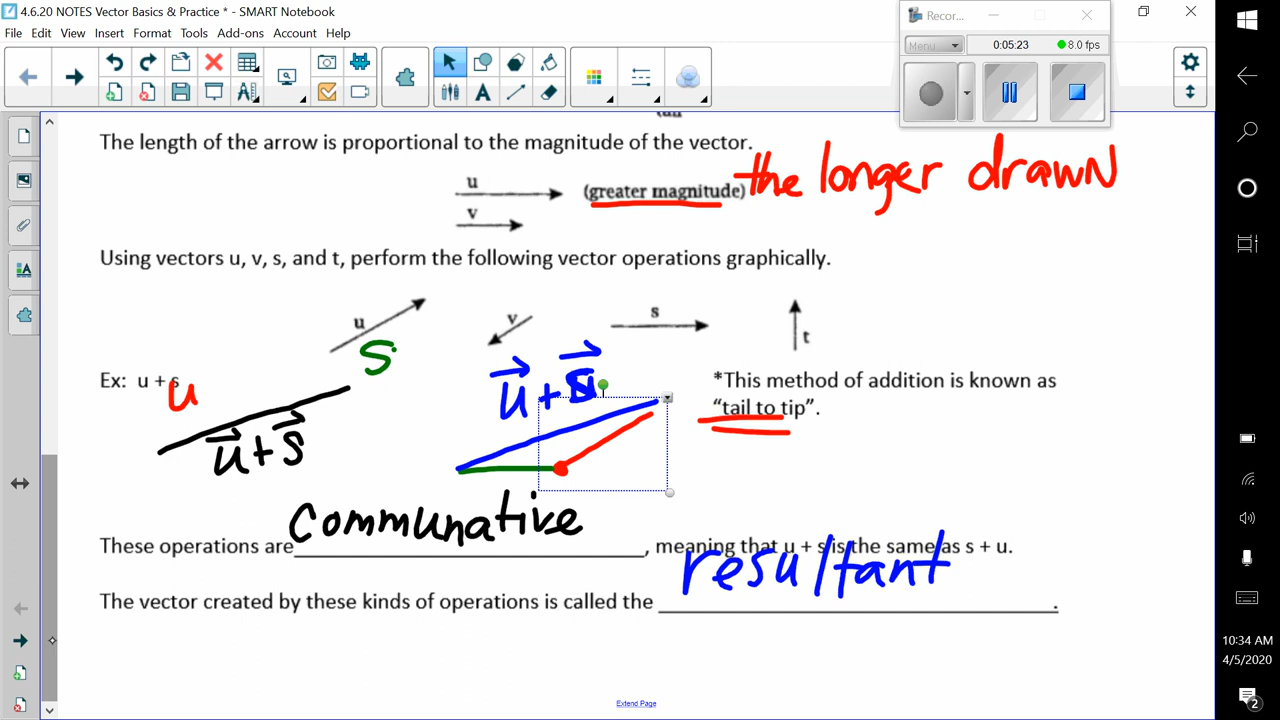 4.6.20 NOTES Vector Basics & Practice * - SMART Notebook
Recor...
File Edit View Insert Format Tools Add-ons Account Help
Menu
00:05:23
8.0 fps
The length of the arrow is proportional to the magnitude of the vector.
u
(greater magnitude) the longer drawn
v
Using vectors u, v, s, and t, perform the following vector operations graphically.
u
v
s
t
s
Ex: u + s
u
u + s
u + s
*This method of addition is known as
"tail to tip".
communative
These operations are, meaning that u + s is the same as s + u.
resultant
The vector created by these kinds of operations is called the.
Extend Page
10:34 AM
4/5/2020
2